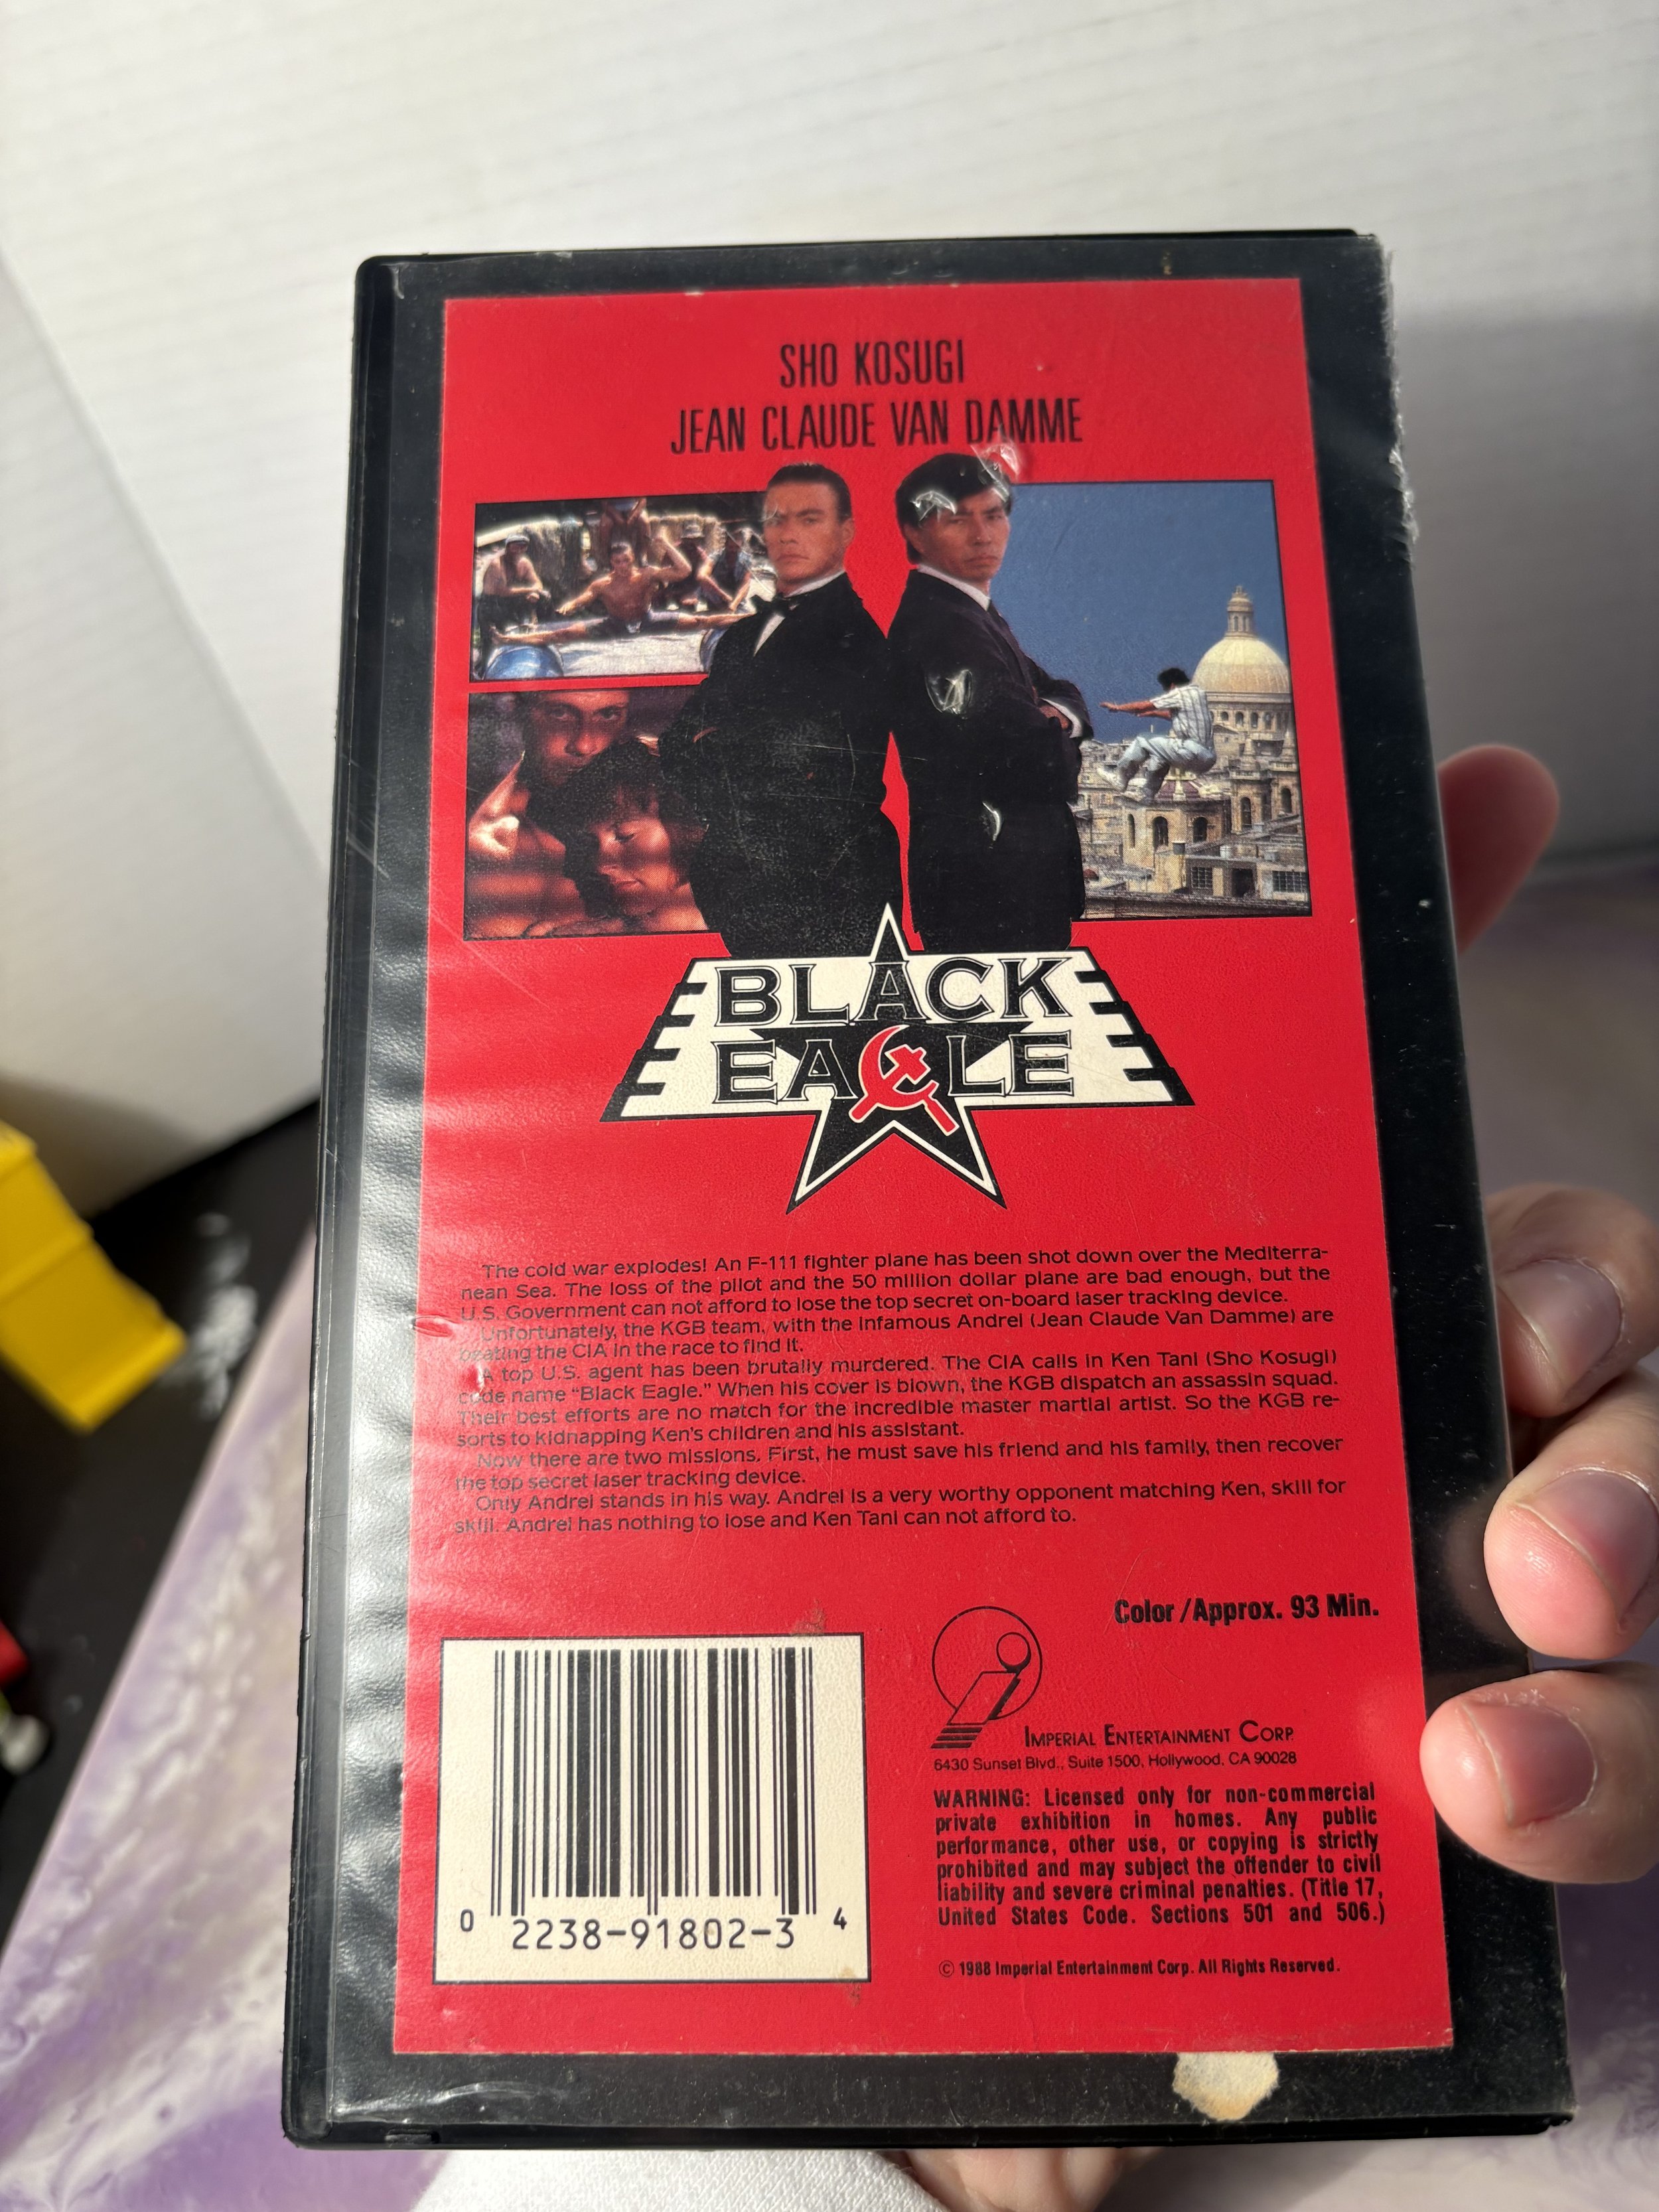 SHO KOSUGI
JEAN CLAUDE VAN DAMME
BLACK
EAGLE
The cold war explodes! An F-111 fighter plane has been shot down over the Mediterra-
nean Sea. The loss of the pilot and the 50 million dollar plane are bad enough, but the
U.S. Government can not afford to lose the top secret on-board laser tracking device.
Unfortunately, the KGB team, with the infamous Andrei (Jean Claude Van Damme) are
beating the CIA in the race to find it.
A top U.S. agent has been brutally murdered. The CIA calls in Ken Tani (Sho Kosugi)
code name "Black Eagle." When his cover is blown, the KGB dispatch an assassin squad.
Their best efforts are no match for the incredible master martial artist. So the KGB re-
sorts to kidnapping Ken's children and his assistant.
Now there are two missions. First, he must save his friend and his family, then recover
the top secret laser tracking device.
Only Andrei stands in his way. Andrei is a very worthy opponent matching Ken, skill for
skill. Andrei has nothing to lose and Ken Tani can not afford to.
Color/Approx. 93 Min.
IMPERIAL ENTERTAINMENT CORP.
6430 Sunset Blvd., Suite 1500, Hollywood, CA 90028
WARNING: Licensed only for non-commercial
private exhibition in homes. Any public
performance, other use, or copying is strictly
prohibited and may subject the offender to civil
liability and severe criminal penalties. (Title 17,
United States Code. Sections 501 and 506.)
© 1988 Imperial Entertainment Corp. All Rights Reserved.
0 2238-91802-3 4